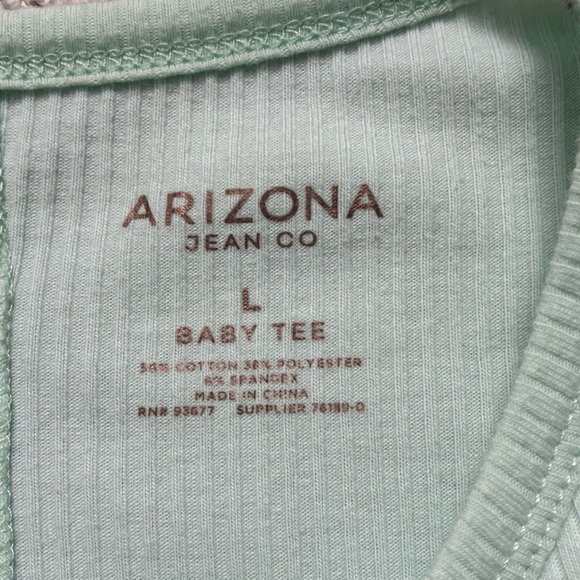 ARIZONA
JEAN CO
L
BABY TEE
56% COTTON 38% POLYESTER
6% SPANDEX
MADE IN CHINA
RN# 93677 SUPPLIER 76189-0